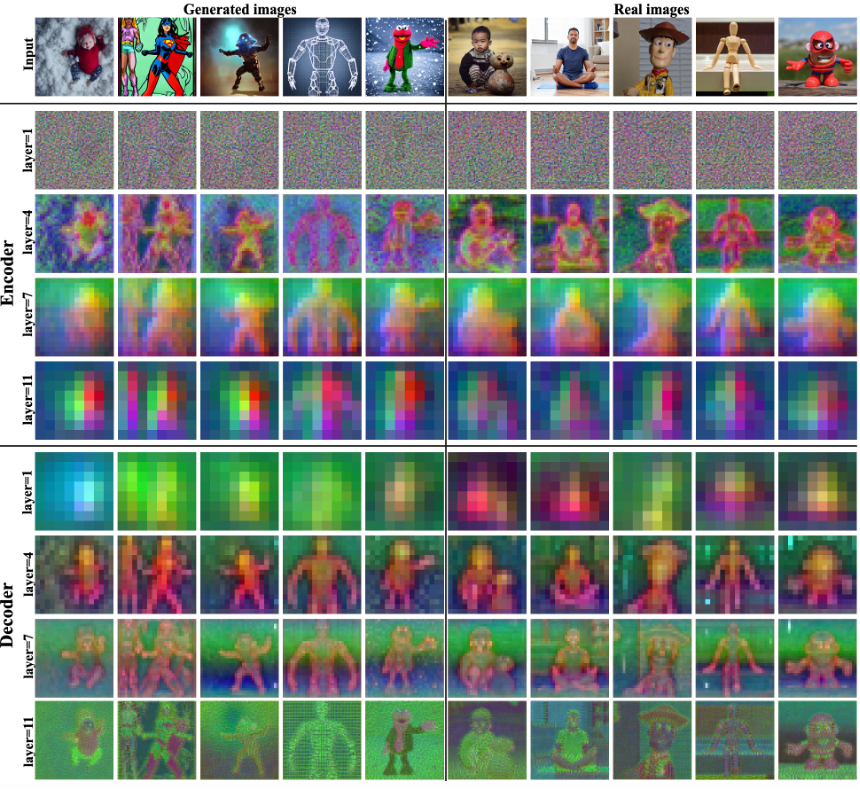 Generated images
Real images
Input
Encoder
layer=1
layer=4
layer=7
layer=11
Decoder
layer=1
layer=4
layer=7
layer=11